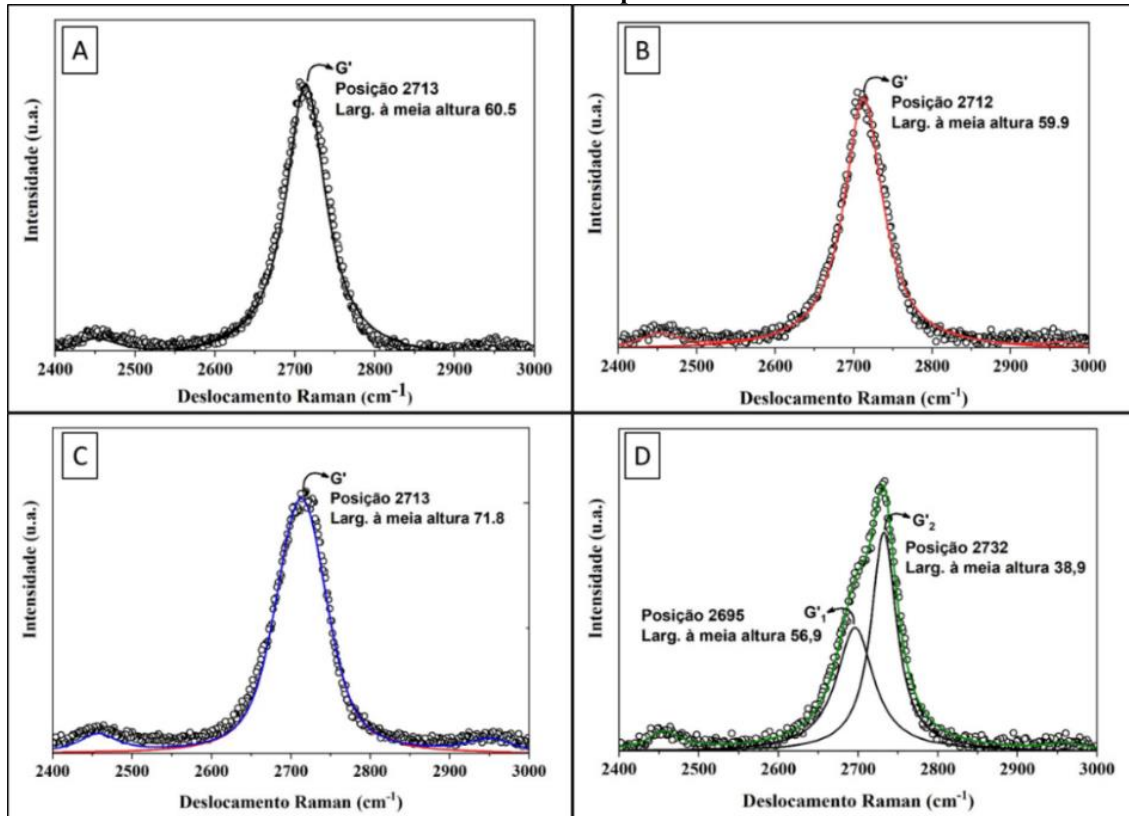 A
G'
Posição 2713
Larg. à meia altura 60.5
Intensidade (u.a.)
2400 2500 2600 2700 2800 2900 3000
Deslocamento Raman (cm-1)
B
G'
Posição 2712
Larg. à meia altura 59.9
Intensidade (u.a.)
2400 2500 2600 2700 2800 2900 3000
Deslocamento Raman (cm-1)
C
G'
Posição 2713
Larg. à meia altura 71.8
Intensidade (u.a.)
2400 2500 2600 2700 2800 2900 3000
Deslocamento Raman (cm-1)
D
G'2
Posição 2732
Larg. à meia altura 38,9
G'1
Posição 2695
Larg. à meia altura 56,9
Intensidade (u.a.)
2400 2500 2600 2700 2800 2900 3000
Deslocamento Raman (cm-1)